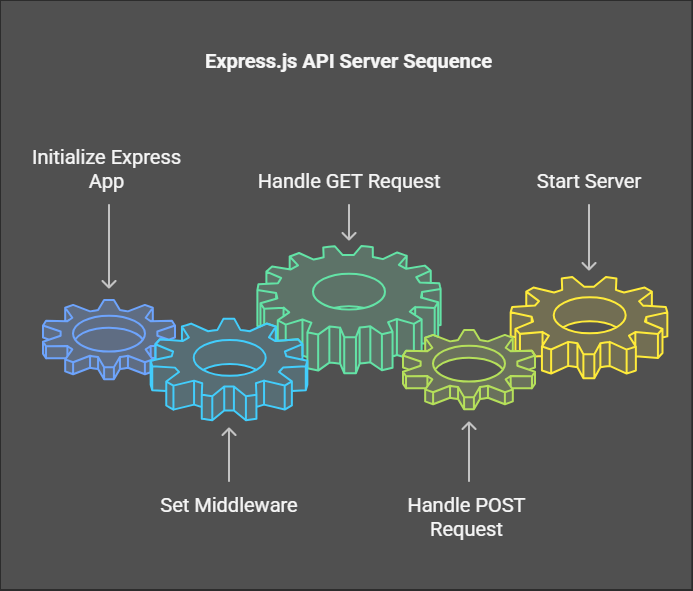 Express.js API Server Sequence
Initialize Express
App
Handle GET Request
Start Server
Set Middleware
Handle POST
Request